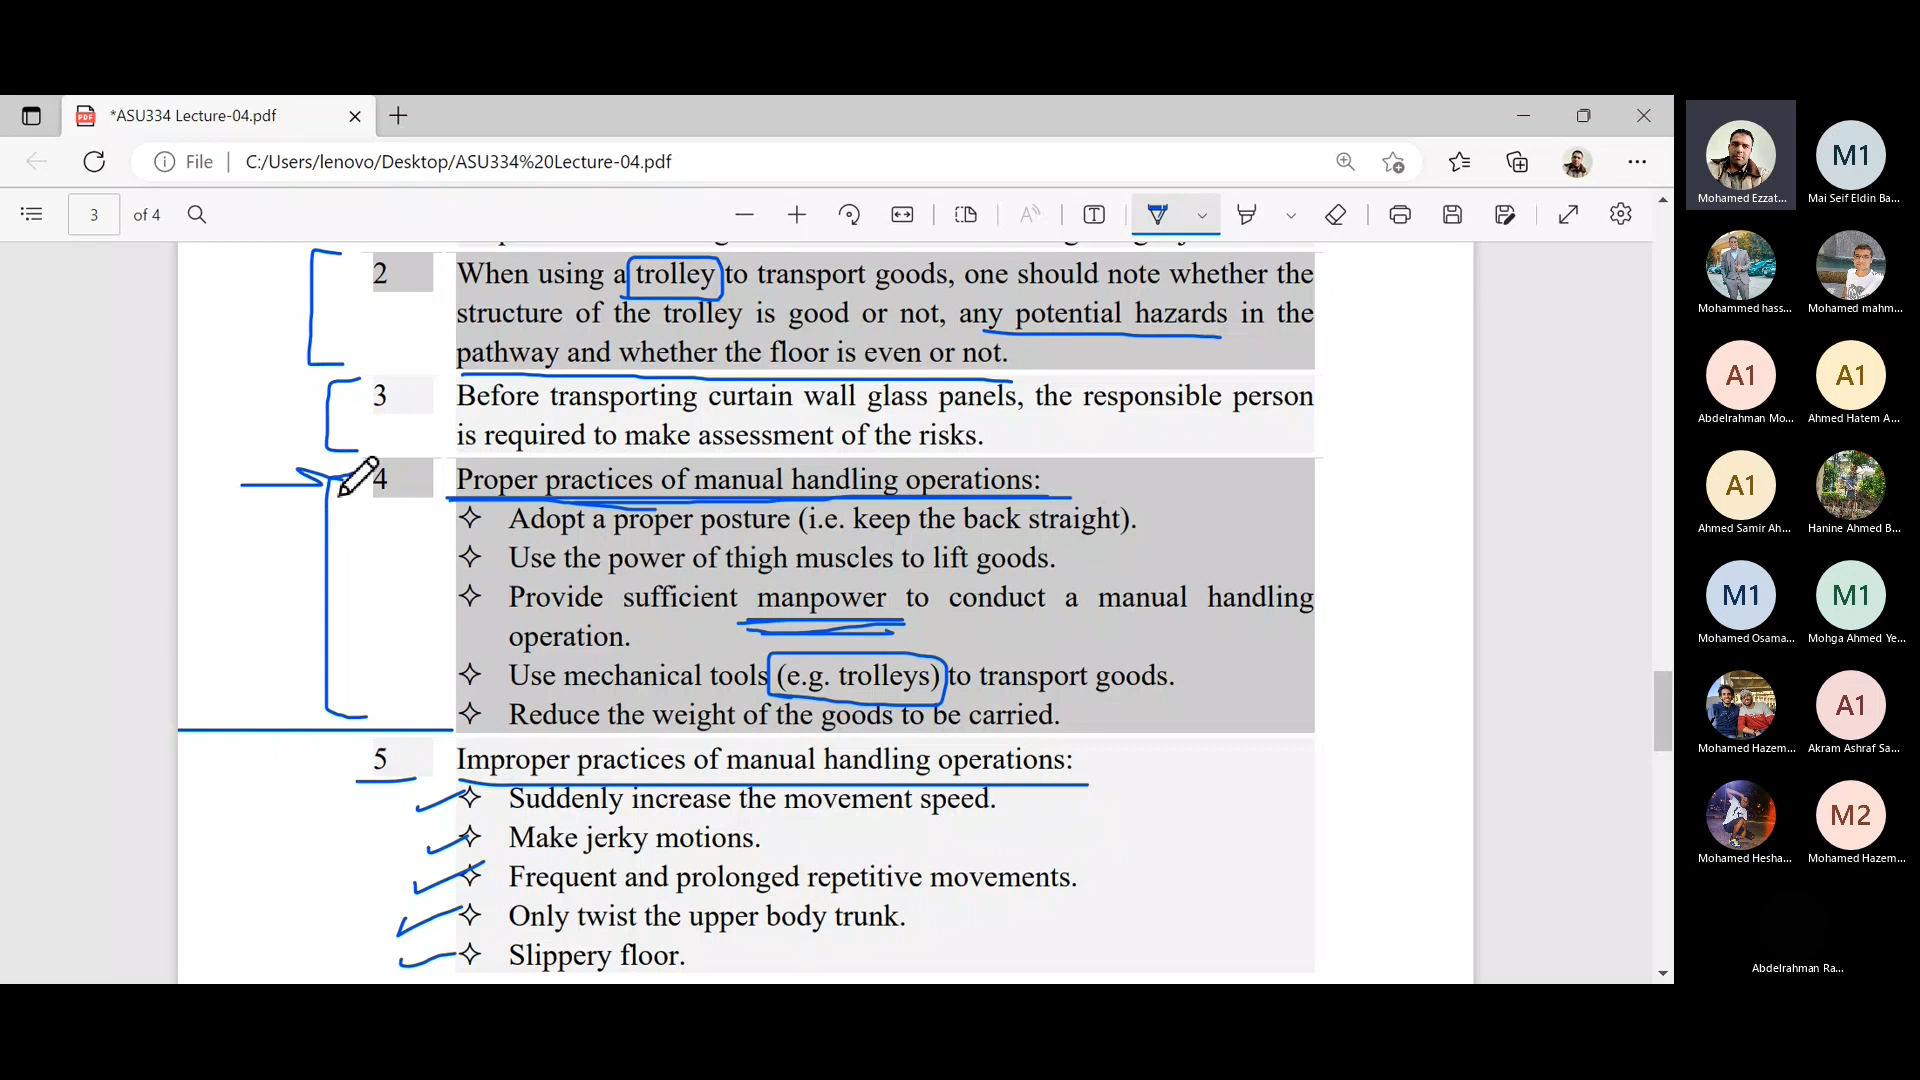 *ASU334 Lecture-04.pdf
File
C:/Users/lenovo/Desktop/ASU334%20Lecture-04.pdf
3 of 4
2 When using a trolley to transport goods, one should note whether the
structure of the trolley is good or not, any potential hazards in the
pathway and whether the floor is even or not.
3 Before transporting curtain wall glass panels, the responsible person
is required to make assessment of the risks.
4 Proper practices of manual handling operations:
✧ Adopt a proper posture (i.e. keep the back straight).
✧ Use the power of thigh muscles to lift goods.
✧ Provide sufficient manpower to conduct a manual handling
operation.
✧ Use mechanical tools (e.g. trolleys) to transport goods.
✧ Reduce the weight of the goods to be carried.
5 Improper practices of manual handling operations:
✧ Suddenly increase the movement speed.
✧ Make jerky motions.
✧ Frequent and prolonged repetitive movements.
✧ Only twist the upper body trunk.
✧ Slippery floor.
M1
Mohamed Ezzat... Mai Seif Eldin Ba...
Mohammed hass... Mohamed mahm...
A1 A1
Abdelrahman Mo... Ahmed Hatem A...
A1
Ahmed Samir Ah... Hanine Ahmed B...
M1 M1
Mohamed Osama... Mohga Ahmed Ye...
A1
Mohamed Hazem... Akram Ashraf Sa...
M2
Mohamed Hesha... Mohamed Hazem...
Abdelrahman Ra...